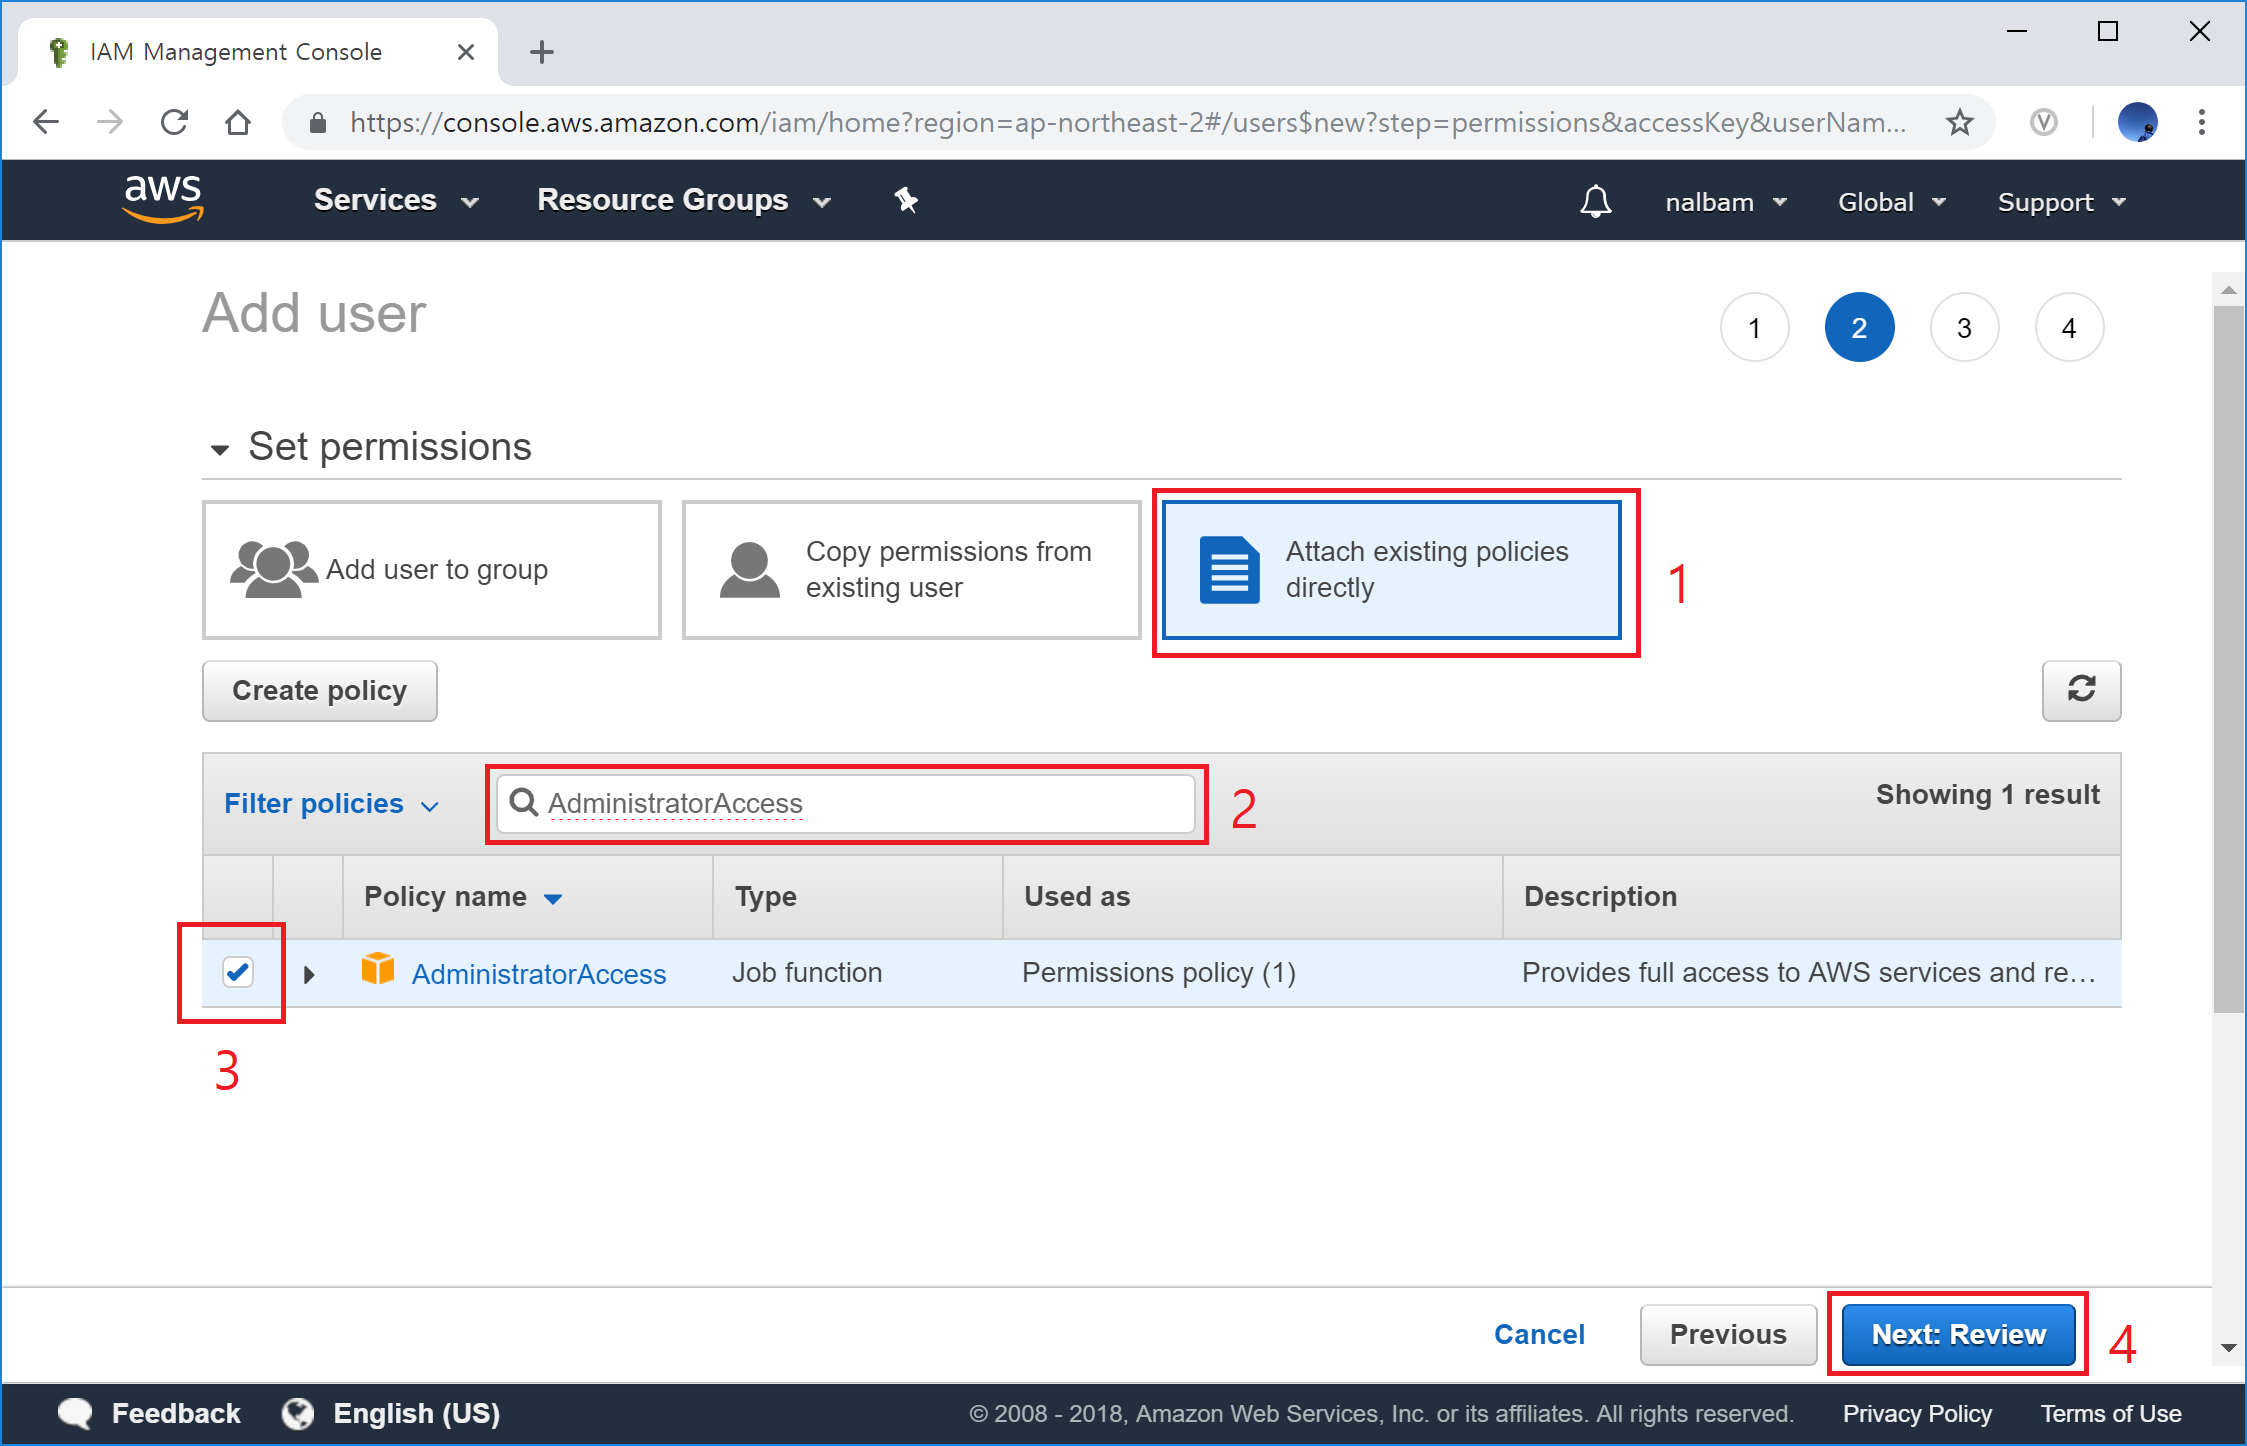 IAM Management Console
https://console.aws.amazon.com/iam/home?region=ap-northeast-2#/users$new?step=permissions&accessKey&userNam...
aws Services Resource Groups nalbam Global Support
Add user 1 2 3 4
Set permissions
Add user to group
Copy permissions from
existing user
Attach existing policies
directly
1
Create policy
Filter policies AdministratorAccess 2 Showing 1 result
Policy name Type Used as Description
AdministratorAccess Job function Permissions policy (1) Provides full access to AWS services and re...
3
Cancel Previous Next: Review 4
Feedback English (US) © 2008 - 2018, Amazon Web Services, Inc. or its affiliates. All rights reserved. Privacy Policy Terms of Use